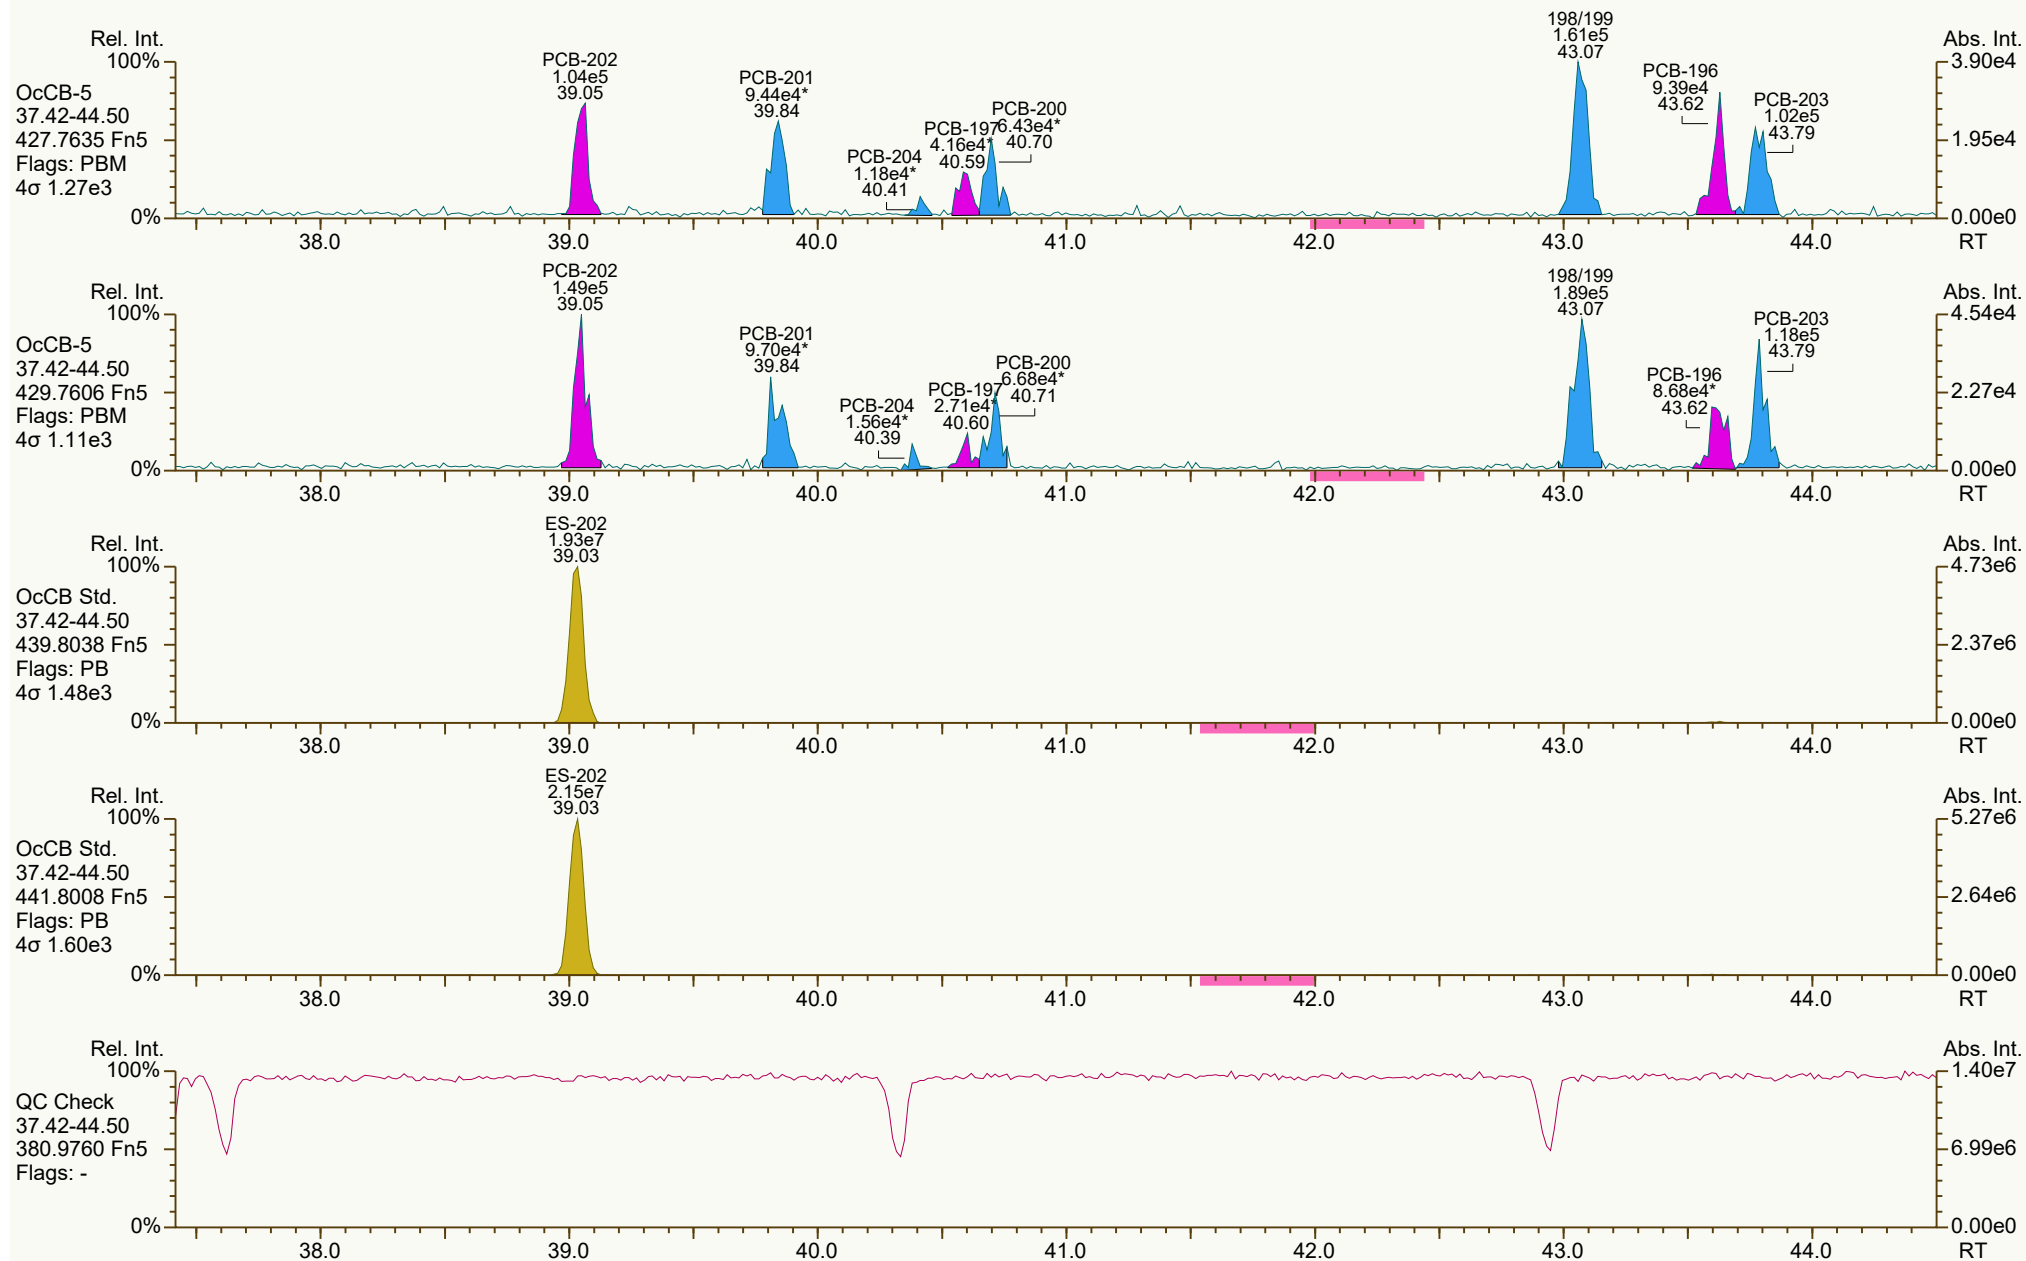 198/199
1.61e5
43.07
Rel. Int.
Abs. Int.
100%
3.90e4
PCB-202
1.04e5
39.05
PCB-201
9.44e4*
39.84
PCB-204
1.18e4*
40.41
PCB-197
4.16e4*
40.59
PCB-200
6.43e4*
40.70
PCB-196
9.39e4
43.62
PCB-203
1.02e5
43.79
OcCB-5
37.42-44.50
427.7635 Fn5
Flags: PBM
4σ 1.27e3
1.95e4
0%
0.00e0
38.0 39.0 40.0 41.0 42.0 43.0 44.0 RT
Rel. Int.
Abs. Int.
100%
4.54e4
PCB-202
1.49e5
39.05
PCB-201
9.70e4*
39.84
PCB-204
1.56e4*
40.39
PCB-197
2.71e4*
40.60
PCB-200
6.68e4*
40.71
198/199
1.89e5
43.07
PCB-196
8.68e4*
43.62
PCB-203
1.18e5
43.79
OcCB-5
37.42-44.50
429.7606 Fn5
Flags: PBM
4σ 1.11e3
2.27e4
0%
0.00e0
38.0 39.0 40.0 41.0 42.0 43.0 44.0 RT
Rel. Int.
Abs. Int.
100%
4.73e6
ES-202
1.93e7
39.03
OcCB Std.
37.42-44.50
439.8038 Fn5
Flags: PB
4σ 1.48e3
2.37e6
0%
0.00e0
38.0 39.0 40.0 41.0 42.0 43.0 44.0 RT
Rel. Int.
Abs. Int.
100%
5.27e6
ES-202
2.15e7
39.03
OcCB Std.
37.42-44.50
441.8008 Fn5
Flags: PB
4σ 1.60e3
2.64e6
0%
0.00e0
38.0 39.0 40.0 41.0 42.0 43.0 44.0 RT
Rel. Int.
Abs. Int.
100%
1.40e7
QC Check
37.42-44.50
380.9760 Fn5
Flags: -
6.99e6
0%
0.00e0
38.0 39.0 40.0 41.0 42.0 43.0 44.0 RT